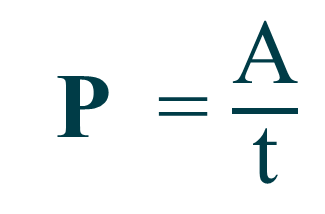 P = A/t